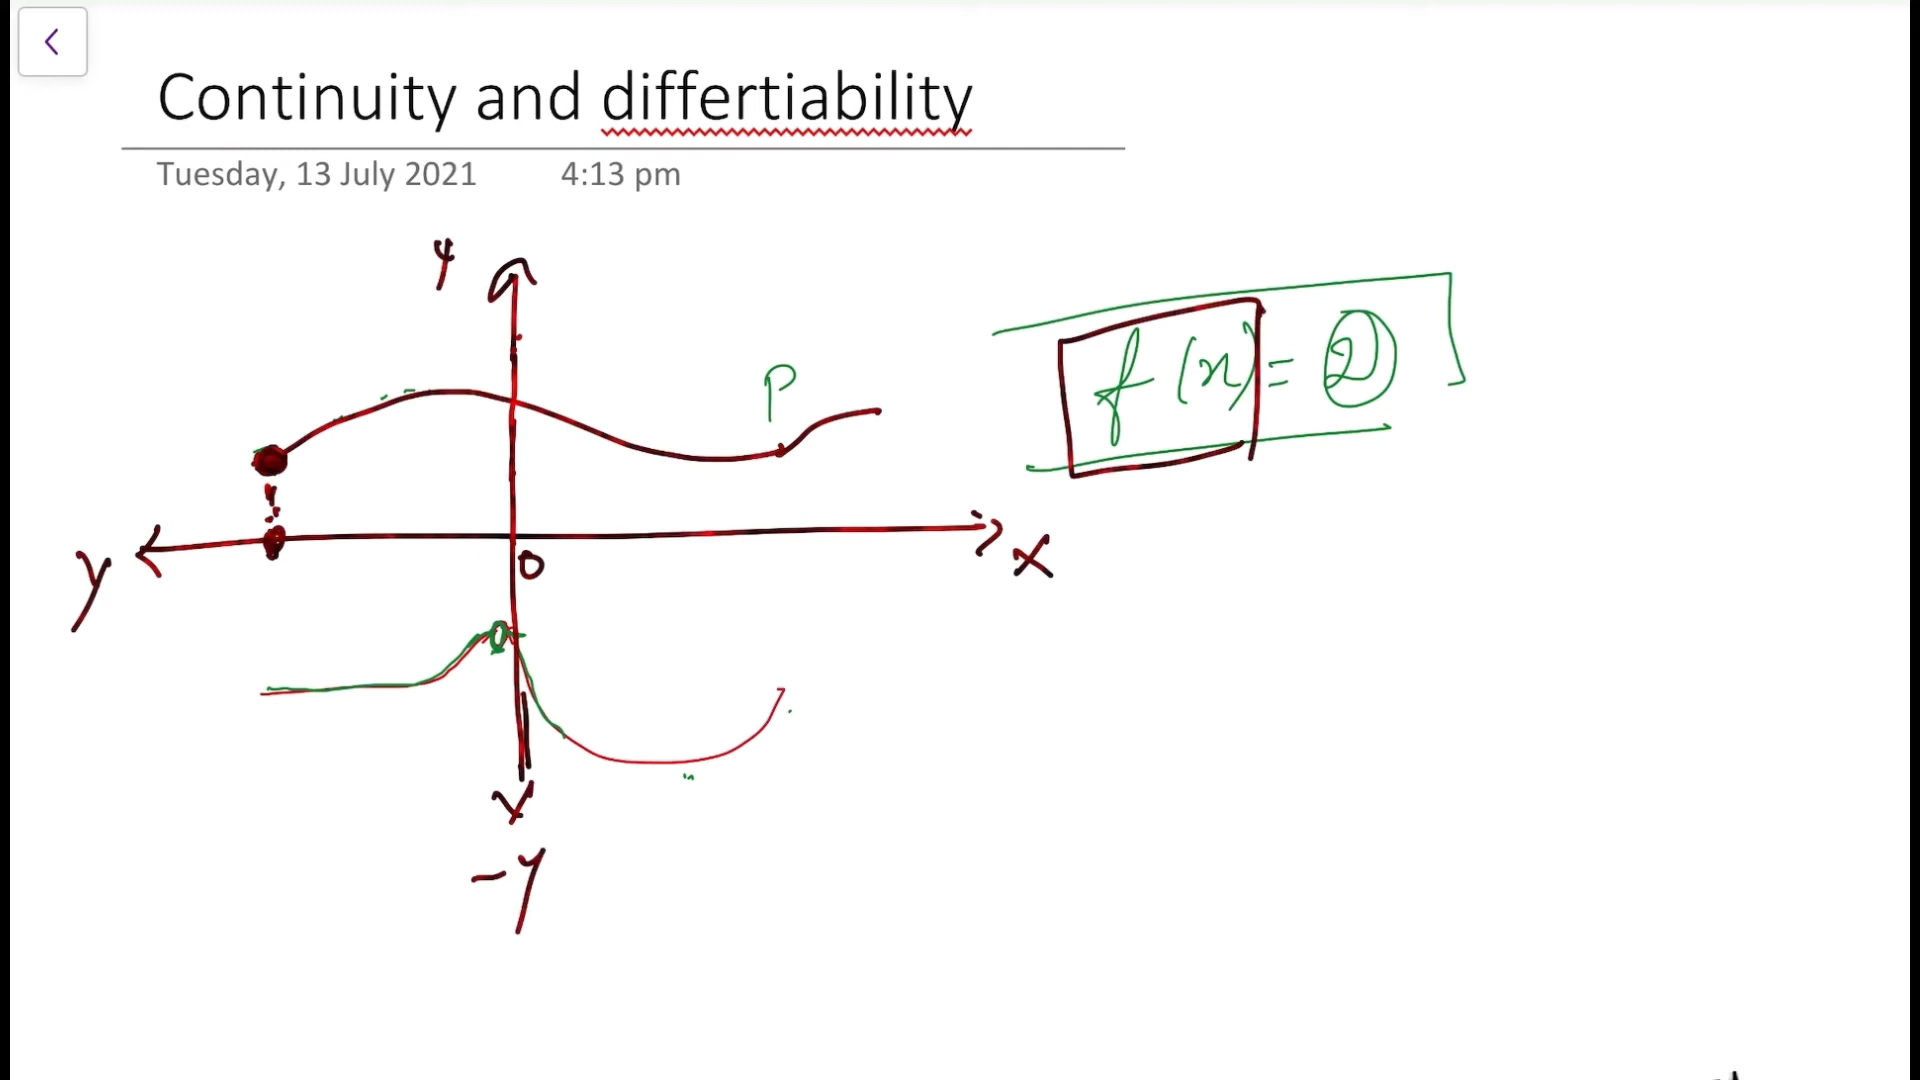 Continuity and differtiability
Tuesday, 13 July 2021 4:13 pm
y
P
f(x) = 2
y
0
x
-y